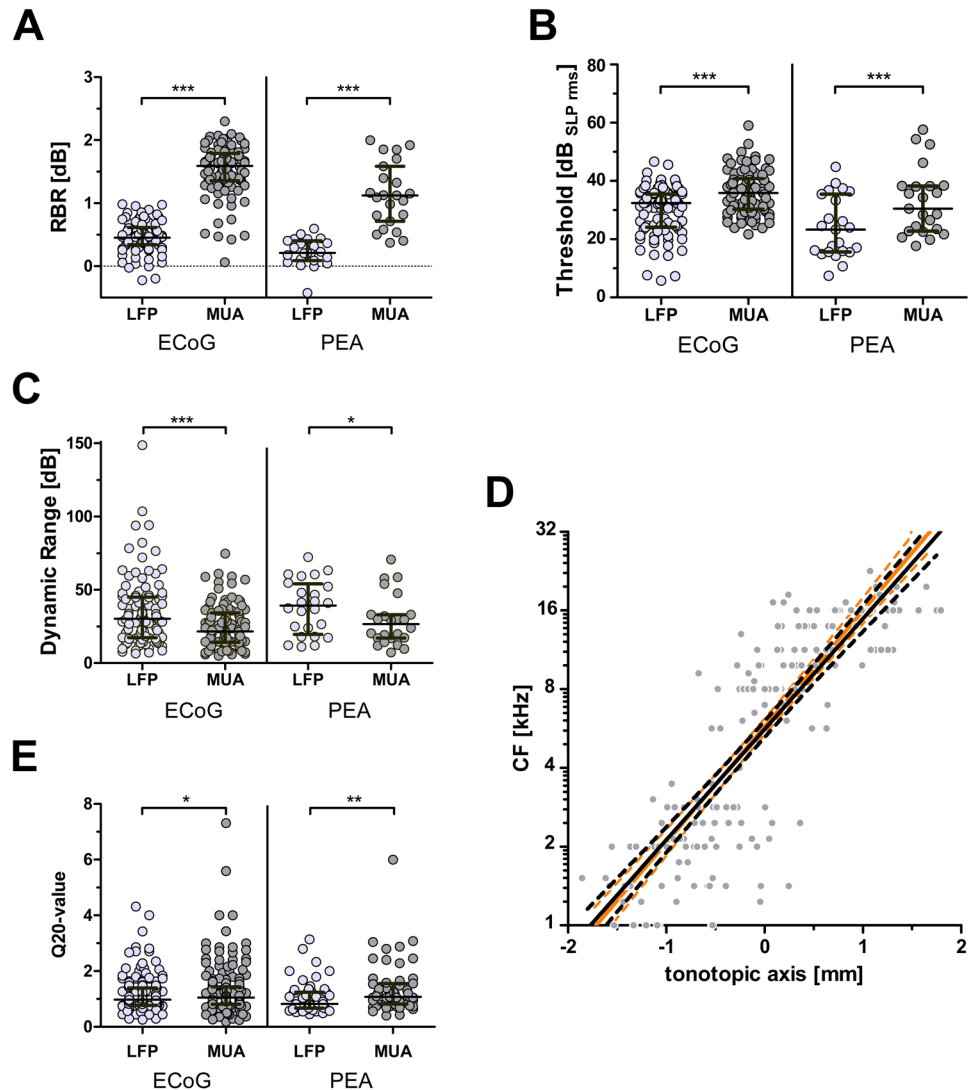 A
RBR [dB]
3
2
1
0
***
***
LFP
MUA
LFP
MUA
ECoG
PEA
B
Threshold [dB SLP rms]
80
60
40
20
0
***
***
LFP
MUA
LFP
MUA
ECoG
PEA
C
Dynamic Range [dB]
150
100
50
0
***
*
LFP
MUA
LFP
MUA
ECoG
PEA
D
CF [kHz]
32
16
8
4
2
1
-2
-1
0
1
2
tonotopic axis [mm]
E
Q20-value
8
6
4
2
0
*
**
LFP
MUA
LFP
MUA
ECoG
PEA